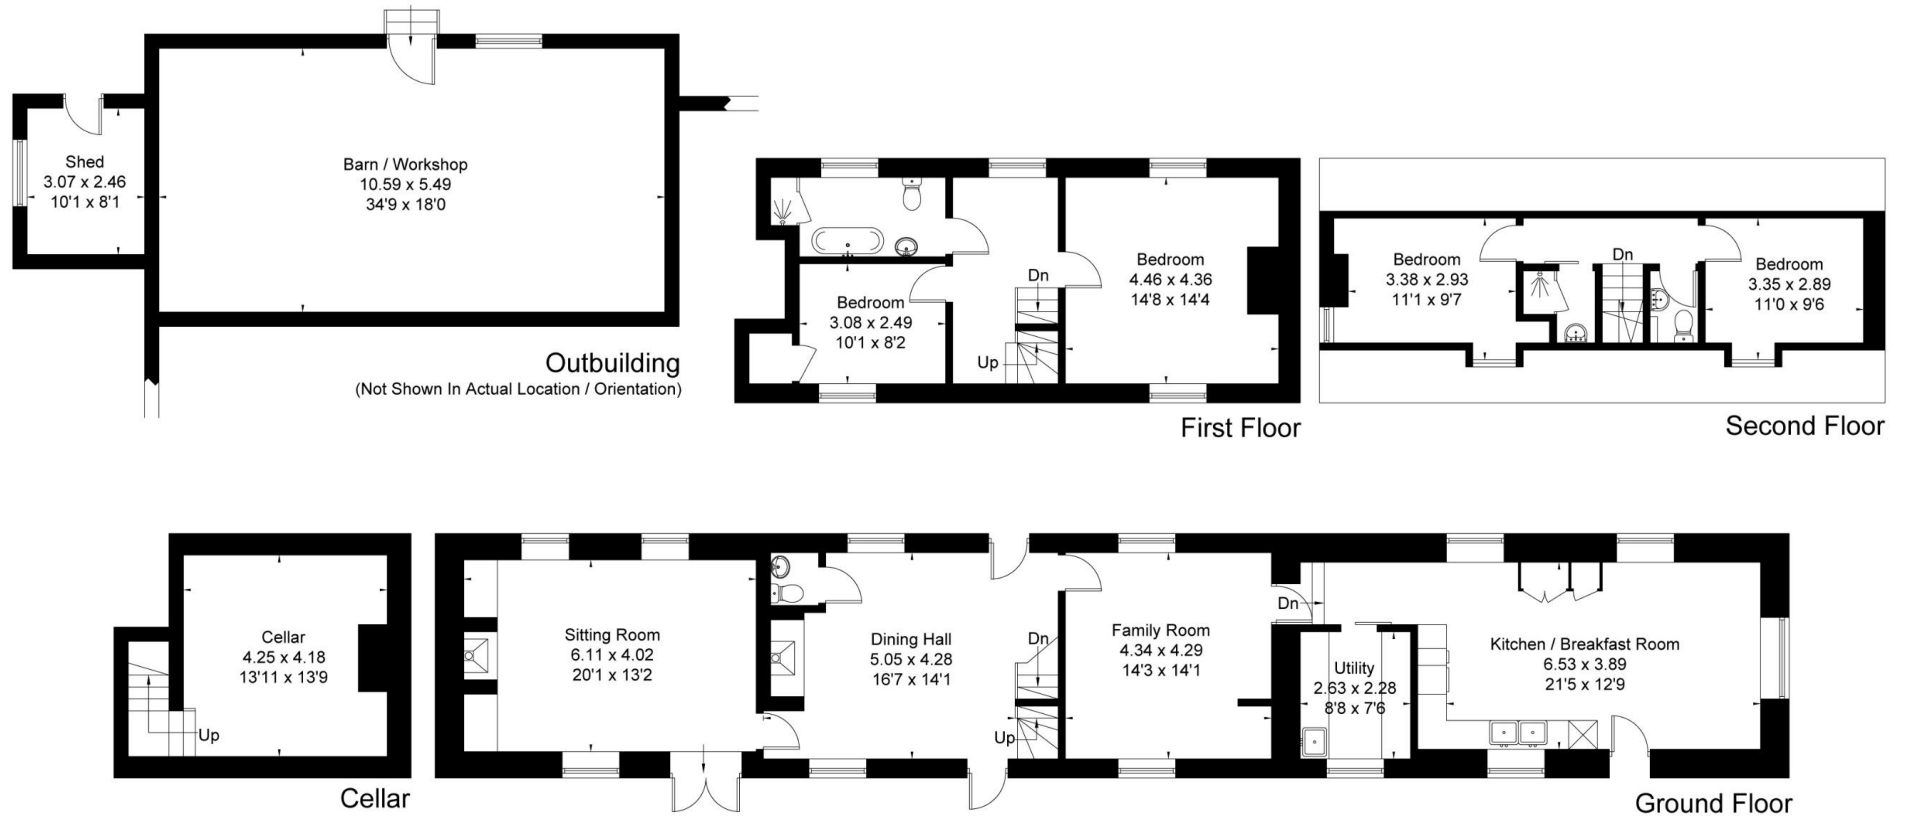 Shed
3.07 x 2.46
10'1 x 8'1
Barn / Workshop
10.59 x 5.49
34'9 x 18'0
Outbuilding
(Not Shown In Actual Location / Orientation)
Bedroom
3.08 x 2.49
10'1 x 8'2
Dn
Up
Bedroom
4.46 x 4.36
14'8 x 14'4
First Floor
Bedroom
3.38 x 2.93
11'1 x 9'7
Dn
Bedroom
3.35 x 2.89
11'0 x 9'6
Second Floor
Cellar
4.25 x 4.18
13'11 x 13'9
Up
Cellar
Sitting Room
6.11 x 4.02
20'1 x 13'2
Dining Hall
5.05 x 4.28
16'7 x 14'1
Dn
Up
Family Room
4.34 x 4.29
14'3 x 14'1
Dn
Utility
2.63 x 2.28
8'8 x 7'6
Kitchen / Breakfast Room
6.53 x 3.89
21'5 x 12'9
Ground Floor